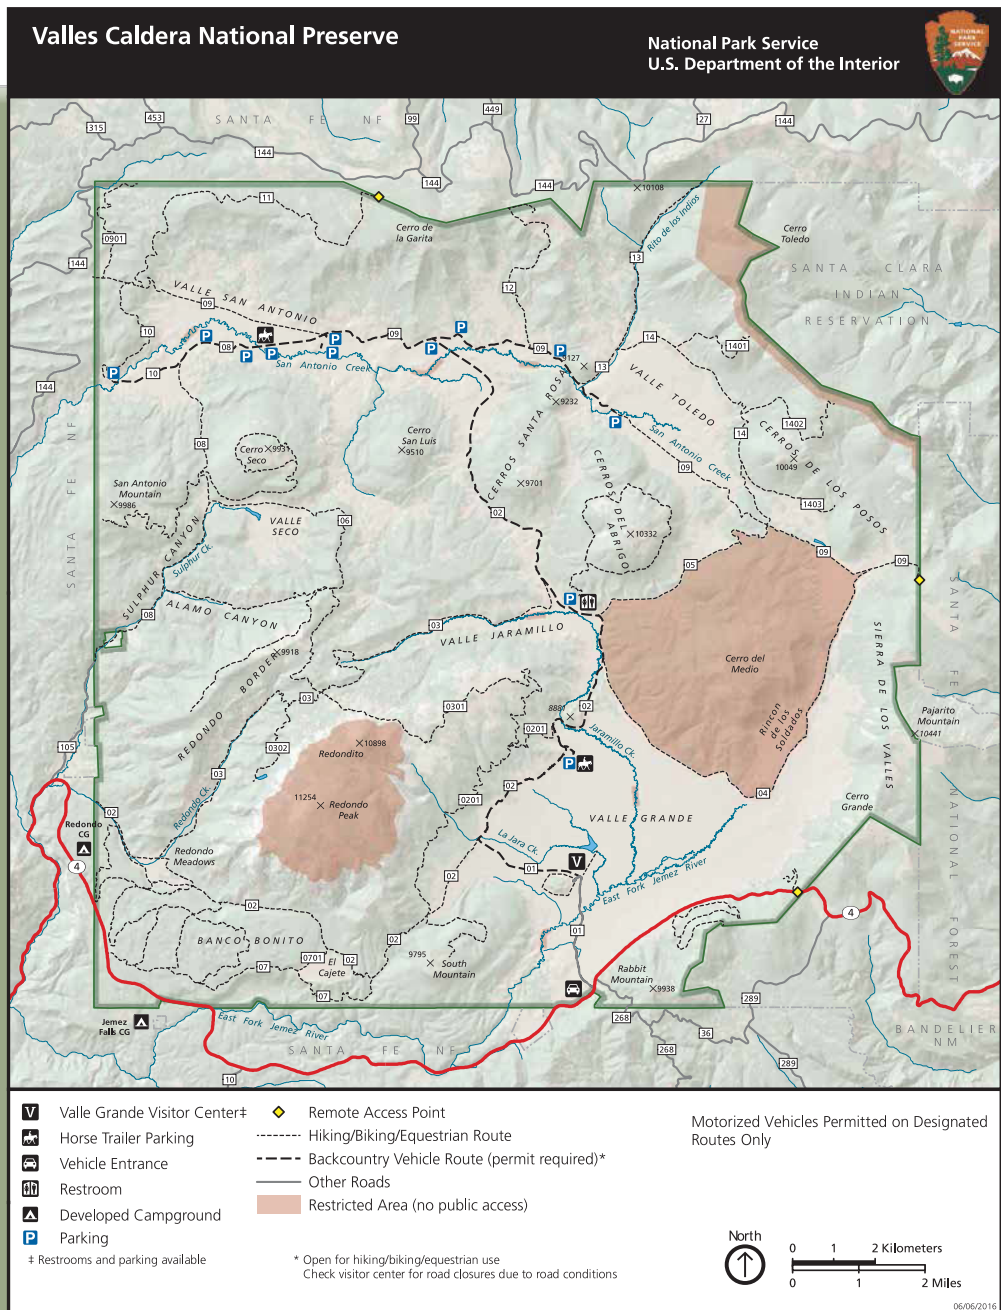 Valles Caldera National Preserve
National Park Service
U.S. Department of the Interior
NATIONAL
PARK
SERVICE
453
449
315
SANTA FE NF
99
27
144
144
144
144
10108
11
0901
Cerro de
la Garita
Rito de los Indios
Cerro
Toledo
144
13
SANTA CLARA
INDIAN
RESERVATION
VALLE SAN ANTONIO
12
09
10
08
09
09
14
1401
9127
13
San Antonio Creek
10
144
VALLE TOLEDO
9232
CERROS SANTA ROSA
1402
SANTA FE NF
08
Cerro
Seco
9931
Cerro
San Luis
9510
San Antonio Creek
14
CERROS DE LOS POSOS
10049
09
San Antonio
Mountain
9986
9701
CERROS DEL ABRIGO
1403
02
06
VALLE
SECO
10332
SULPHUR CANYON
Sulphur Ck.
09
09
05
ALAMO CANYON
08
03
VALLE JARAMILLO
SIERRA DE LOS VALLES
SANTA FE NATIONAL FOREST
9918
REDONDO BORDER
Cerro del
Medio
03
0301
8881
02
Rincon
de los
Soldados
Pajarito
Mountain
10441
0201
Jaramillo Ck.
105
0302
10898
Redondito
03
Redondo Ck.
02
11254
Redondo
Peak
0201
04
Cerro
Grande
VALLE GRANDE
02
Redondo
CG
La Jara Ck.
Redondo
Meadows
4
V
01
02
East Fork Jemez River
02
4
BANCO BONITO
02
01
9795
South
Mountain
0701
02
07
El
Cajete
07
Rabbit
Mountain
9938
289
Jemez
Falls CG
268
East Fork Jemez River
36
BANDELIER
NM
SANTA FE NF
268
289
10
P
P
P
P
P
P
P
P
P
P
P
P
V Valle Grande Visitor Center‡
Horse Trailer Parking
Vehicle Entrance
Restroom
Developed Campground
P Parking
‡ Restrooms and parking available
Remote Access Point
Hiking/Biking/Equestrian Route
Backcountry Vehicle Route (permit required)*
Other Roads
Restricted Area (no public access)
* Open for hiking/biking/equestrian use
Check visitor center for road closures due to road conditions
Motorized Vehicles Permitted on Designated
Routes Only
North
0 1 2 Kilometers
0 1 2 Miles
06/06/2016